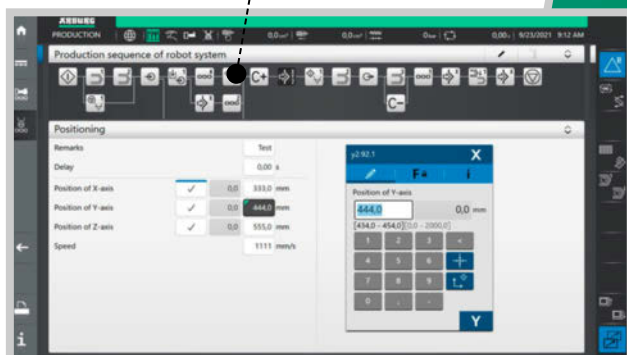 ARBURG
PRODUCTION
9/23/2021 9:12 AM
Production sequence of robot system
C+
C−
Positioning
Remarks Test
Delay 0,00 s
Position of X-axis 0,0 333,0 mm
Position of Y-axis 0,0 444,0 mm
Position of Z-axis 0,0 555,0 mm
Speed 1111 mm/s
y2.92.1 X
F
i
Position of Y-axis
444,0 0,0 mm
[434,0 - 454,0][0,0 - 2000,0]
1 2 3 <
4 5 6 +
7 8 9
0 , -
Y
i